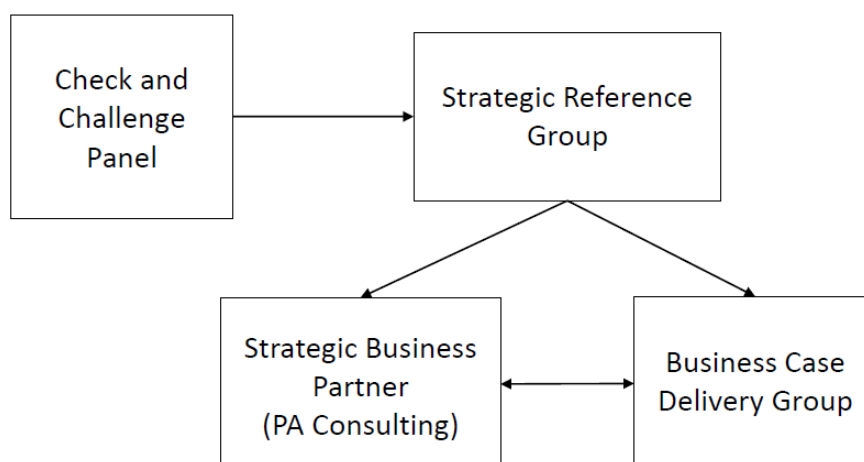 Check and
Challenge
Panel
Strategic Reference
Group
Strategic Business
Partner
(PA Consulting)
Business Case
Delivery Group